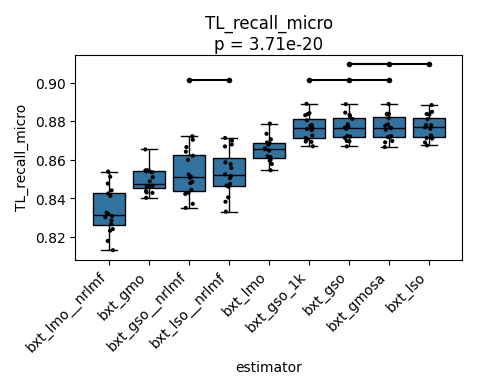 TL_recall_micro
p = 3.71e-20
TL_recall_micro
0.90
0.88
0.86
0.84
0.82
bxt_lmo__nrlmf
bxt_gmo
bxt_gso__nrlmf
bxt_lso__nrlmf
bxt_lmo
bxt_gso_1k
bxt_gso
bxt_gmosa
bxt_lso
estimator